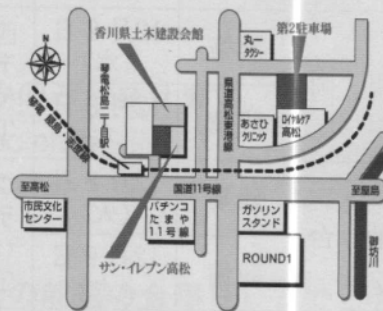 N
香川県土木建設会館
第2駐車場
丸一
タクシー
琴電松島二丁目駅
県道高松東港線
あさひ
クリニック
ロイヤルケア
高松
至高松
国道11号線
至屋島
市民文化
センター
パチンコ
たまや
11号線
ガソリン
スタンド
御坊川
ROUND1
サン・イレブン高松